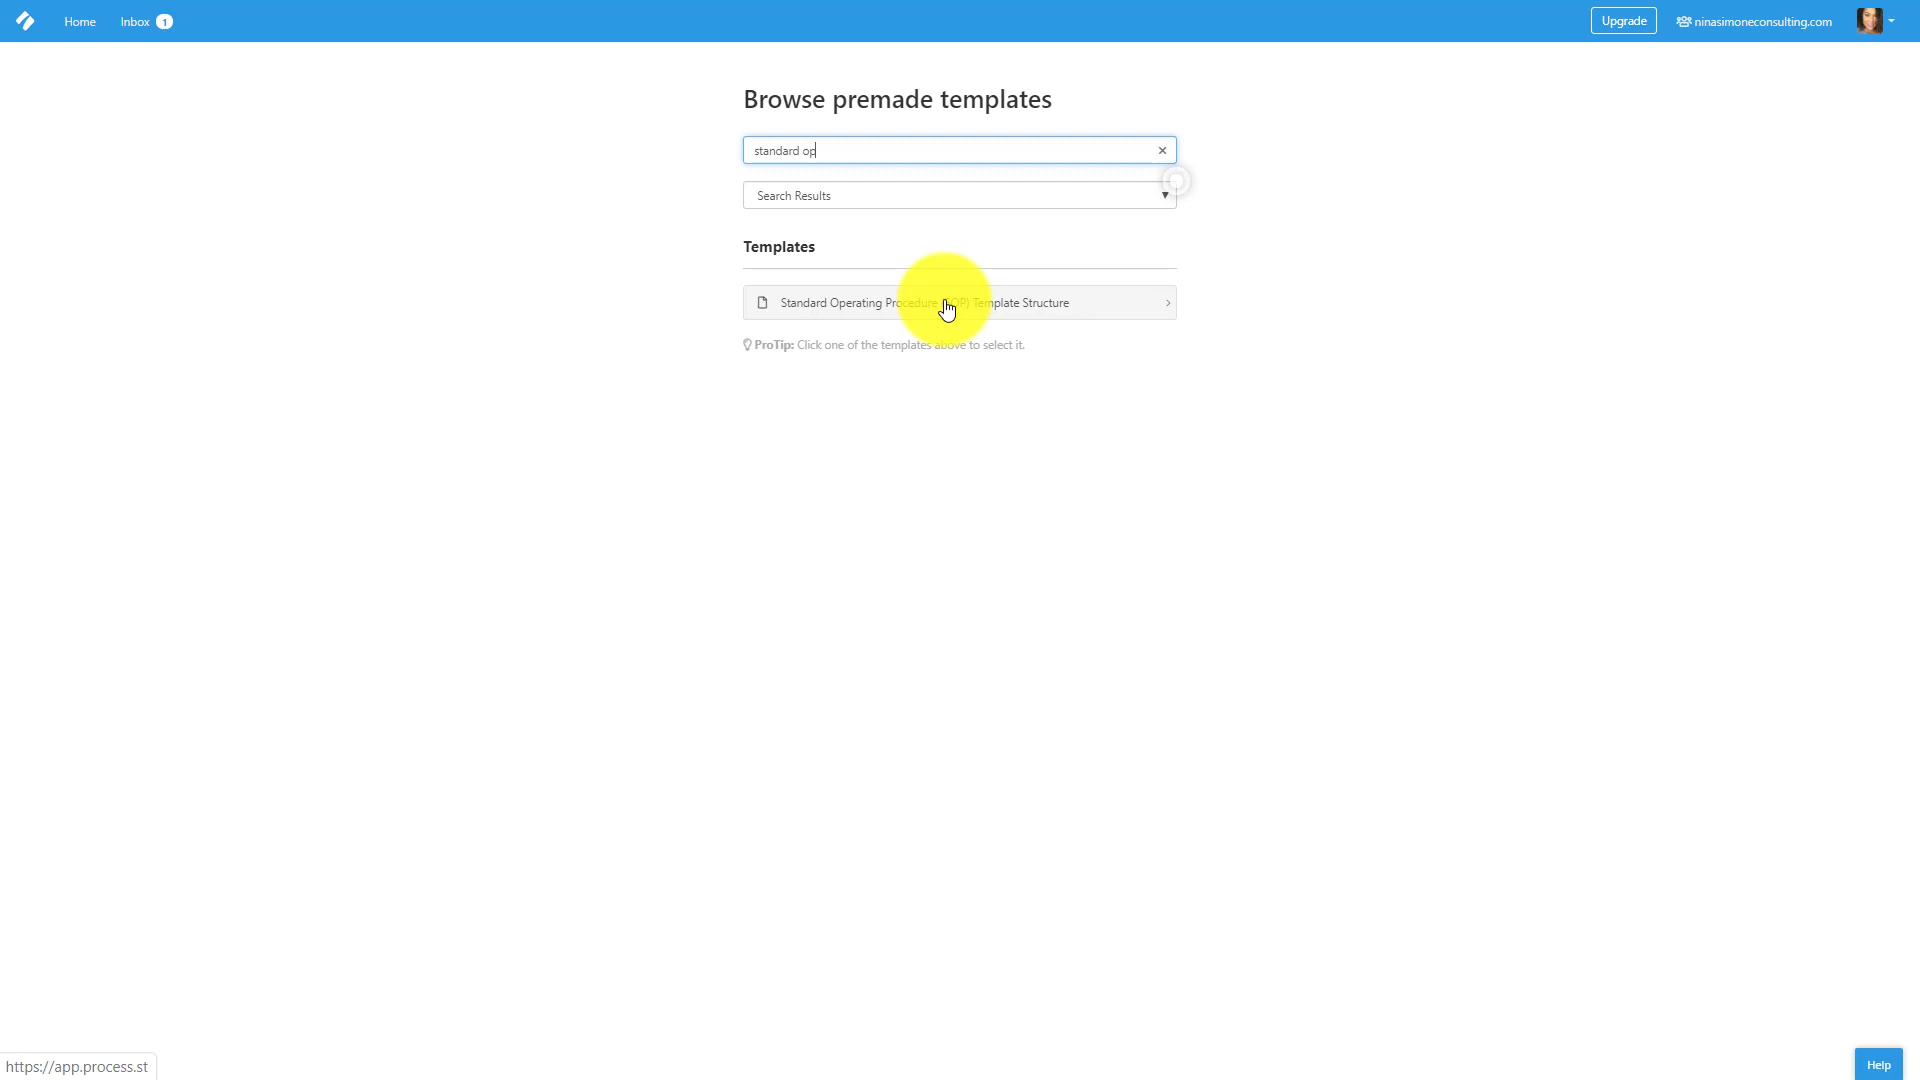 Home Inbox 1 Upgrade ninasimoneconsulting.com
Browse premade templates
standard op ×
Search Results
Templates
Standard Operating Procedure (SOP) Template Structure
ProTip: Click one of the templates above to select it.
https://app.process.st Help